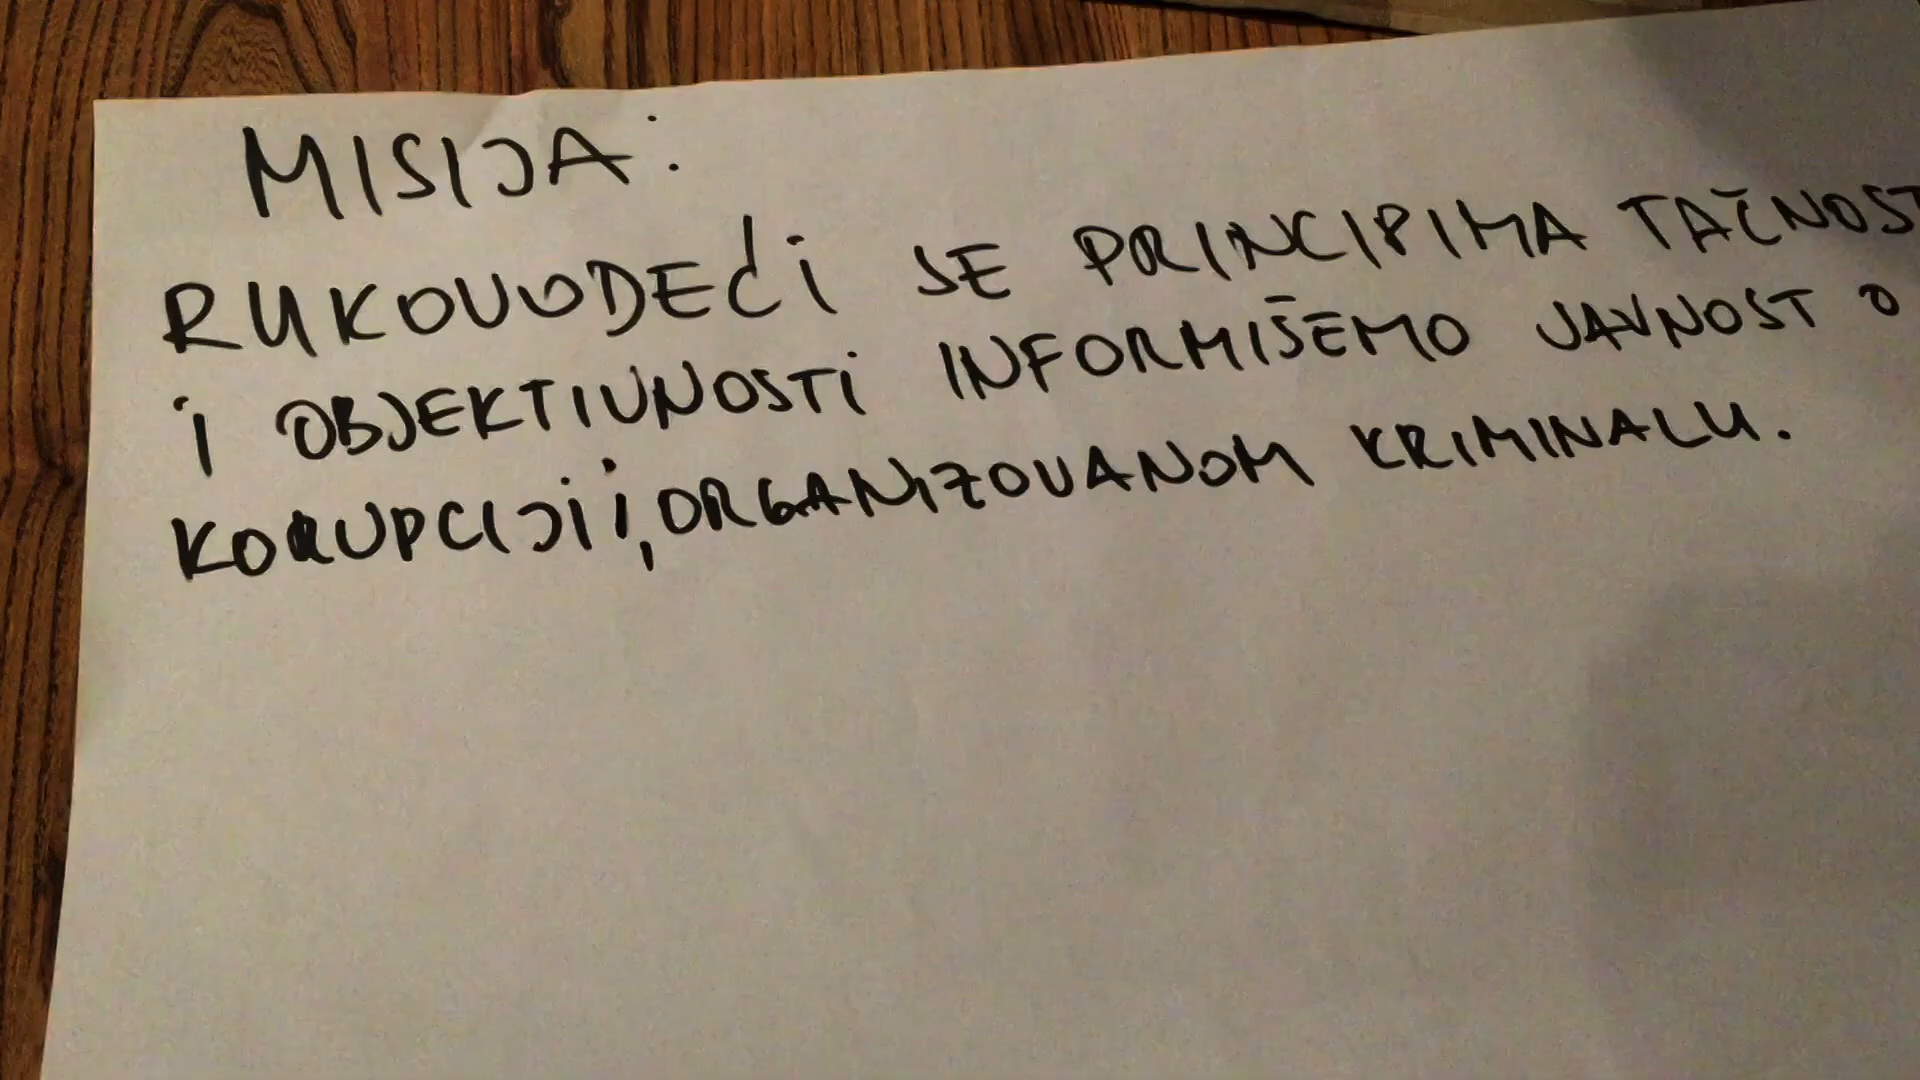 MISIJA:
RUKOVODEĆI SE PRINCIPIMA TAČNOST
I OBJEKTIVNOSTI INFORMIŠEMO JAVNOST O
KORUPCIJI I, ORGANIZOVANOM KRIMINALU.